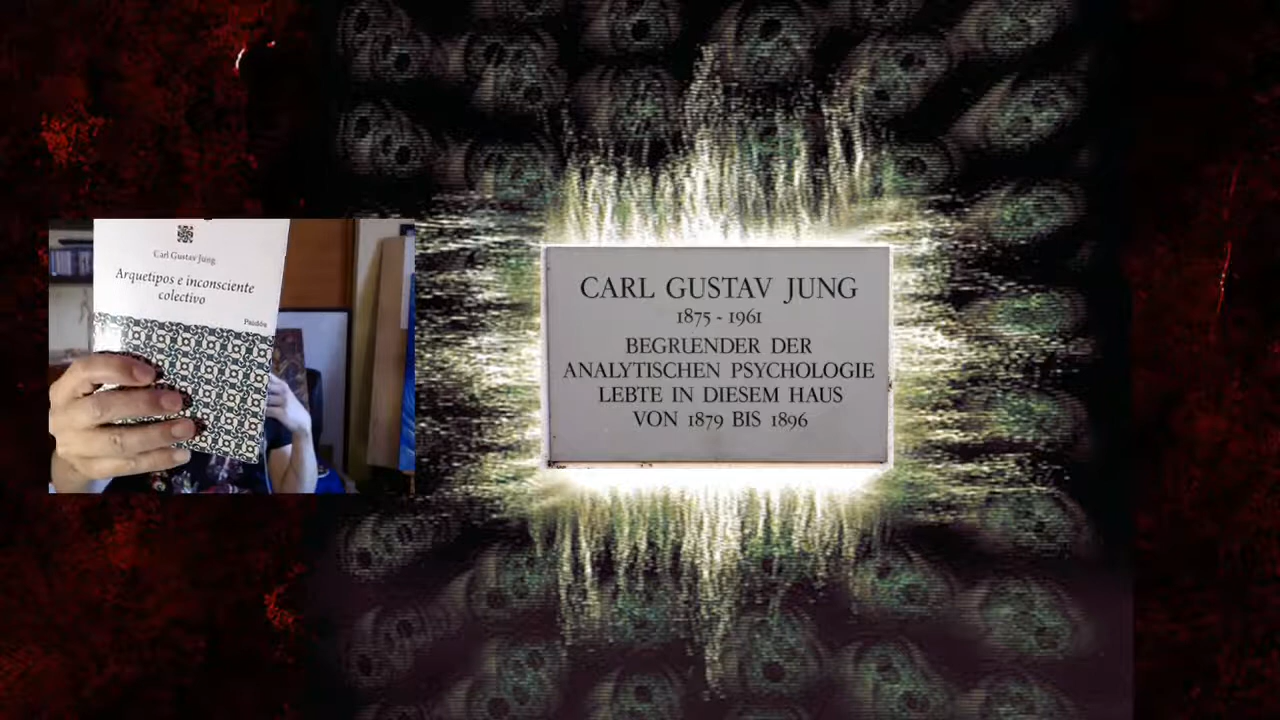 Carl Gustav Jung
Arquetipos e inconsciente
colectivo
Paidós
CARL GUSTAV JUNG
1875 - 1961
BEGRUENDER DER
ANALYTISCHEN PSYCHOLOGIE
LEBTE IN DIESEM HAUS
VON 1879 BIS 1896